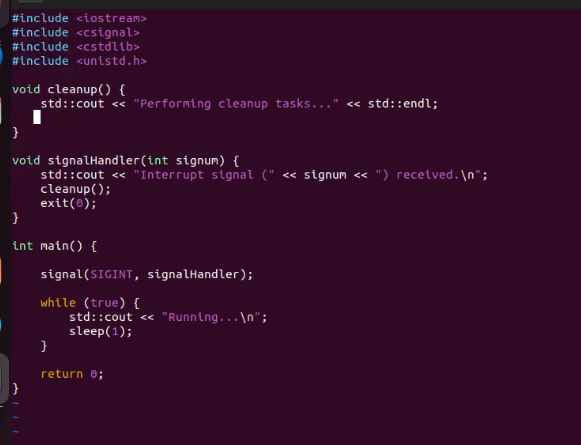 #include <iostream>
#include <csignal>
#include <cstdlib>
#include <unistd.h>

void cleanup() {
    std::cout << "Performing cleanup tasks..." << std::endl;

}

void signalHandler(int signum) {
    std::cout << "Interrupt signal (" << signum << ") received.\n";
    cleanup();
    exit(0);
}

int main() {

    signal(SIGINT, signalHandler);

    while (true) {
        std::cout << "Running...\n";
        sleep(1);
    }

    return 0;
}
~
~
~